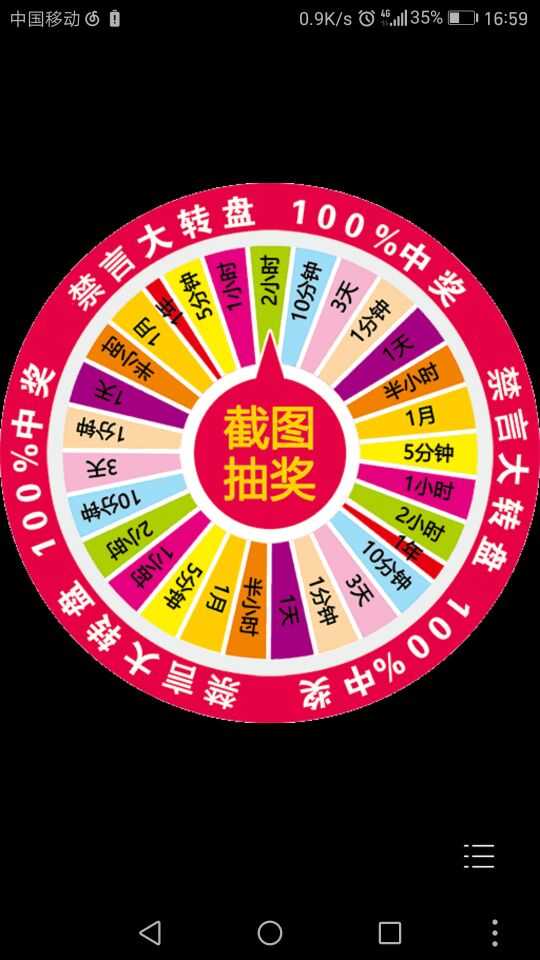 中国移动
0.9K/s 4G 35% 16:59
禁言大转盘
100%中奖
禁言大转盘
100%中奖
禁言大转盘
100%中奖
2小时
10分钟
3天
1分钟
1天
半小时
1月
5分钟
1小时
2小时
1年
10分钟
3天
1分钟
1天
半小时
1月
5分钟
1小时
2小时
10分钟
3天
1分钟
1天
半小时
1月
1年
5分钟
1小时
截图
抽奖